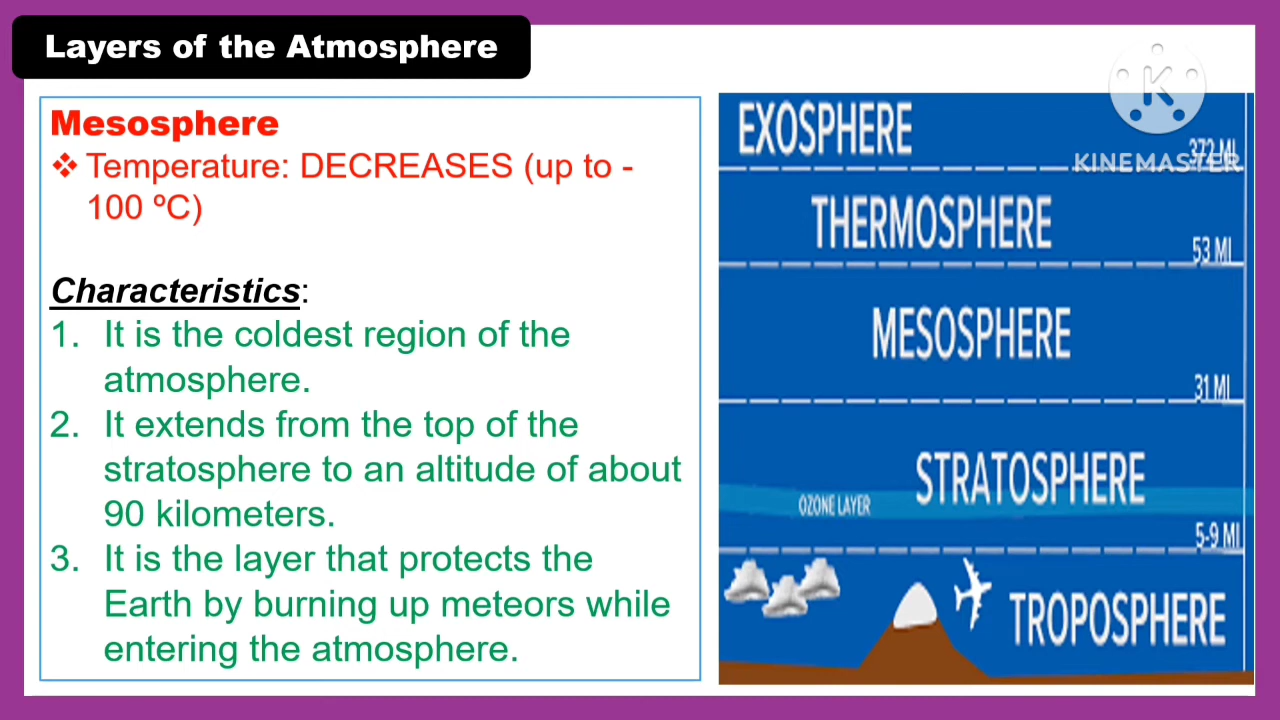 Layers of the Atmosphere
Mesosphere
❖ Temperature: DECREASES (up to -
100 ºC)
Characteristics:
1. It is the coldest region of the
atmosphere.
2. It extends from the top of the
stratosphere to an altitude of about
90 kilometers.
3. It is the layer that protects the
Earth by burning up meteors while
entering the atmosphere.
EXOSPHERE
372 MI
KINEMASTER
THERMOSPHERE
53 MI
MESOSPHERE
31 MI
STRATOSPHERE
OZONE LAYER
5-9 MI
TROPOSPHERE